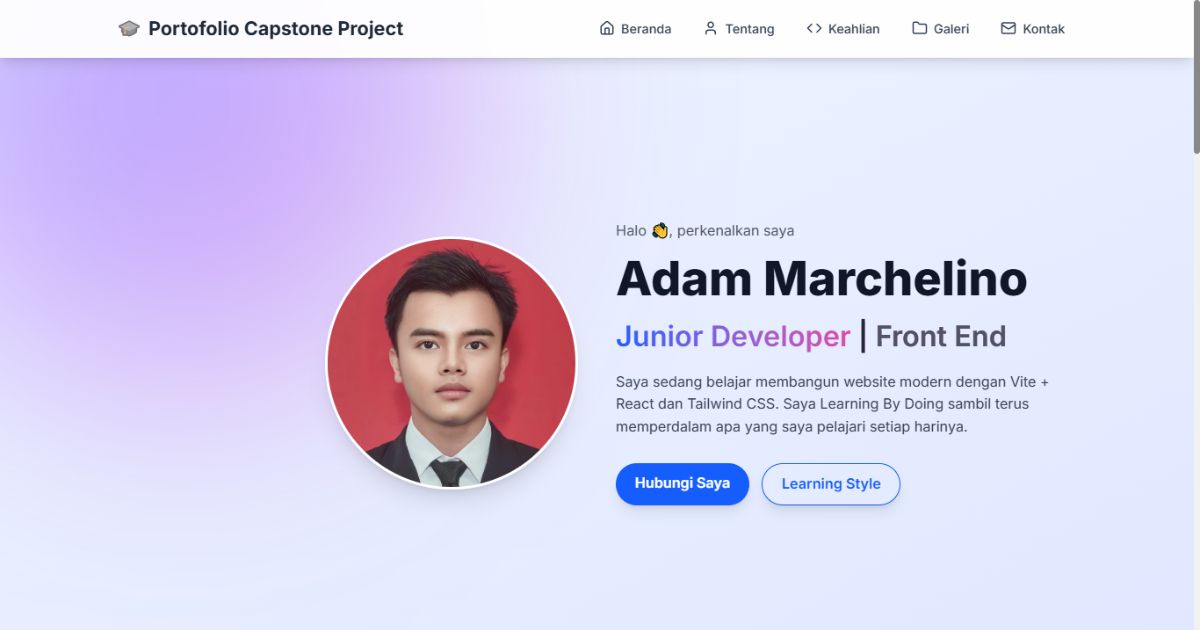 🎓 Portofolio Capstone Project
Beranda
Tentang
Keahlian
Galeri
Kontak
Halo 👋, perkenalkan saya
Adam Marchelino
Junior Developer | Front End
Saya sedang belajar membangun website modern dengan Vite +
React dan Tailwind CSS. Saya Learning By Doing sambil terus
memperdalam apa yang saya pelajari setiap harinya.
Hubungi Saya
Learning Style